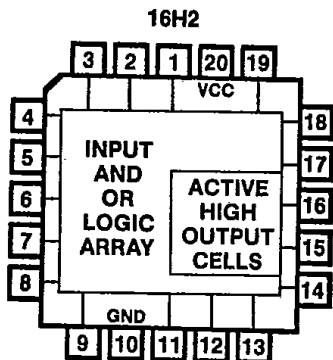 16H2
3 2 1 20 19
VCC
4
5
6
7
8
18
17
16
15
14
INPUT
AND
OR
LOGIC
ARRAY
ACTIVE
HIGH
OUTPUT
CELLS
GND
9 10 11 12 13